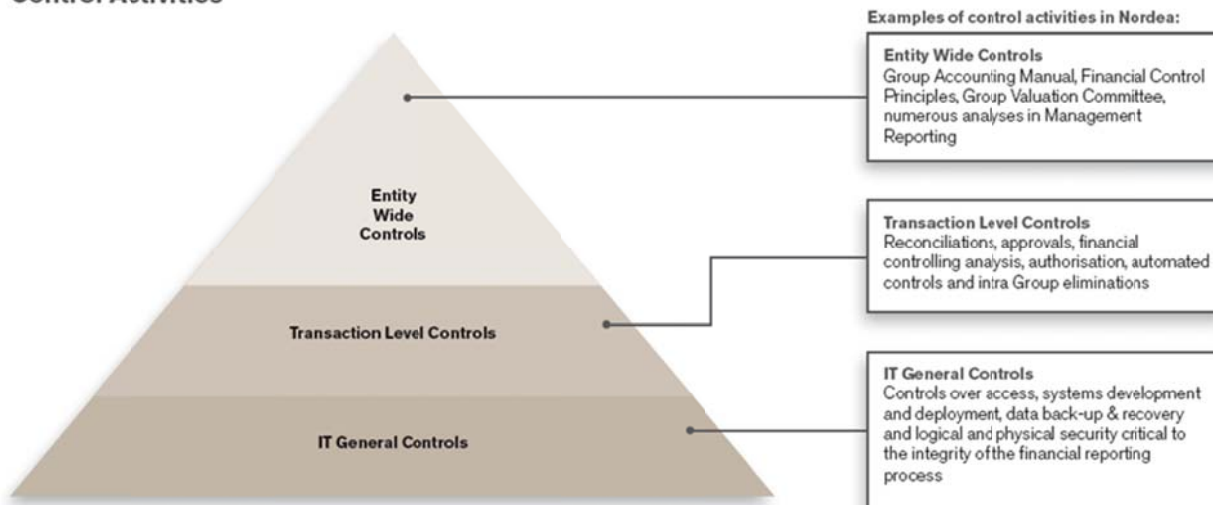 Control Activities
Examples of control activities in Nordea:
Entity Wide Controls
Group Accounting Manual, Financial Control
Principles, Group Valuation Committee,
numerous analyses in Management
Reporting
Entity
Wide
Controls
Transaction Level Controls
Reconciliations, approvals, financial
controlling analysis, authorisation, automated
controls and intra Group eliminations
Transaction Level Controls
IT General Controls
Controls over access, systems development
and deployment, data back-up & recovery
and logical and physical security critical to
the integrity of the financial reporting
process
IT General Controls